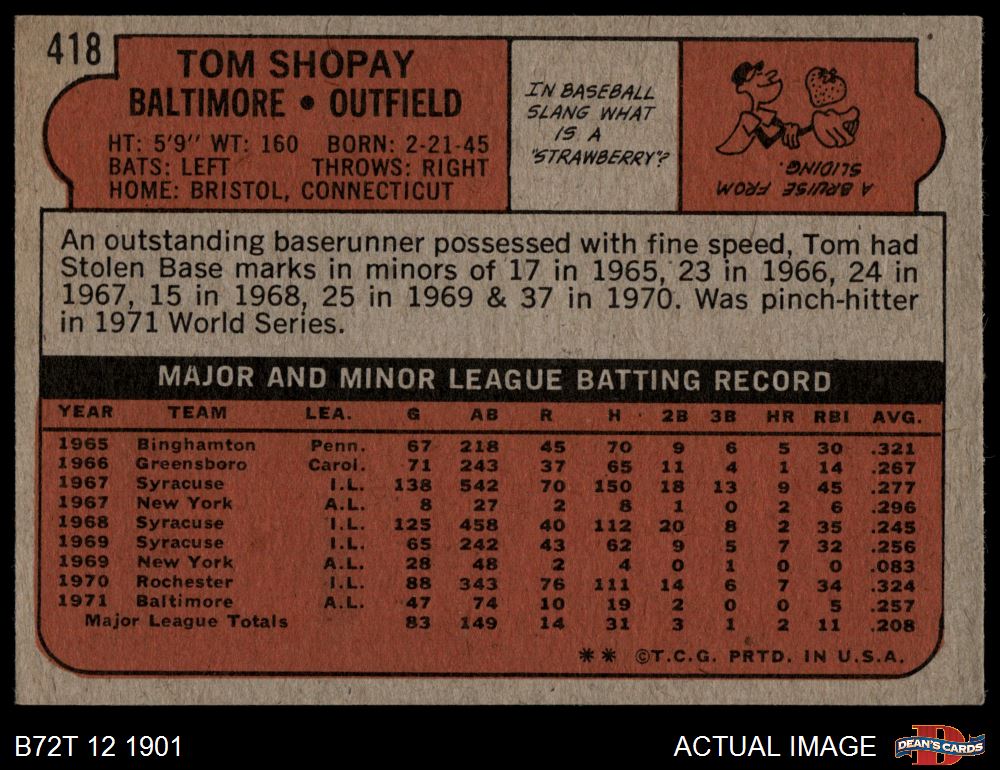 418
TOM SHOPAY
BALTIMORE • OUTFIELD
HT: 5'9" WT: 160 BORN: 2-21-45
BATS: LEFT THROWS: RIGHT
HOME: BRISTOL, CONNECTICUT
IN BASEBALL
SLANG WHAT
IS A
"STRAWBERRY"?
A BRUISE FROM
SLIDING.
An outstanding baserunner possessed with fine speed, Tom had
Stolen Base marks in minors of 17 in 1965, 23 in 1966, 24 in
1967, 15 in 1968, 25 in 1969 & 37 in 1970. Was pinch-hitter
in 1971 World Series.
MAJOR AND MINOR LEAGUE BATTING RECORD
YEAR TEAM LEA. G AB R H 2B 3B HR RBI AVG.
1965 Binghamton Penn. 67 218 45 70 9 6 5 30 .321
1966 Greensboro Carol. 71 243 37 65 11 4 1 14 .267
1967 Syracuse I.L. 138 542 70 150 18 13 9 45 .277
1967 New York A.L. 8 27 2 8 1 0 2 6 .296
1968 Syracuse I.L. 125 458 40 112 20 8 2 35 .245
1969 Syracuse I.L. 65 242 43 62 9 5 7 32 .256
1969 New York A.L. 28 48 2 4 0 1 0 0 .083
1970 Rochester I.L. 88 343 76 111 14 6 7 34 .324
1971 Baltimore A.L. 47 74 10 19 2 0 0 5 .257
Major League Totals 83 149 14 31 3 1 2 11 .208
** ©T.C.G. PRTD. IN U.S.A.
B72T 12 1901
ACTUAL IMAGE
D
DEAN'S CARDS